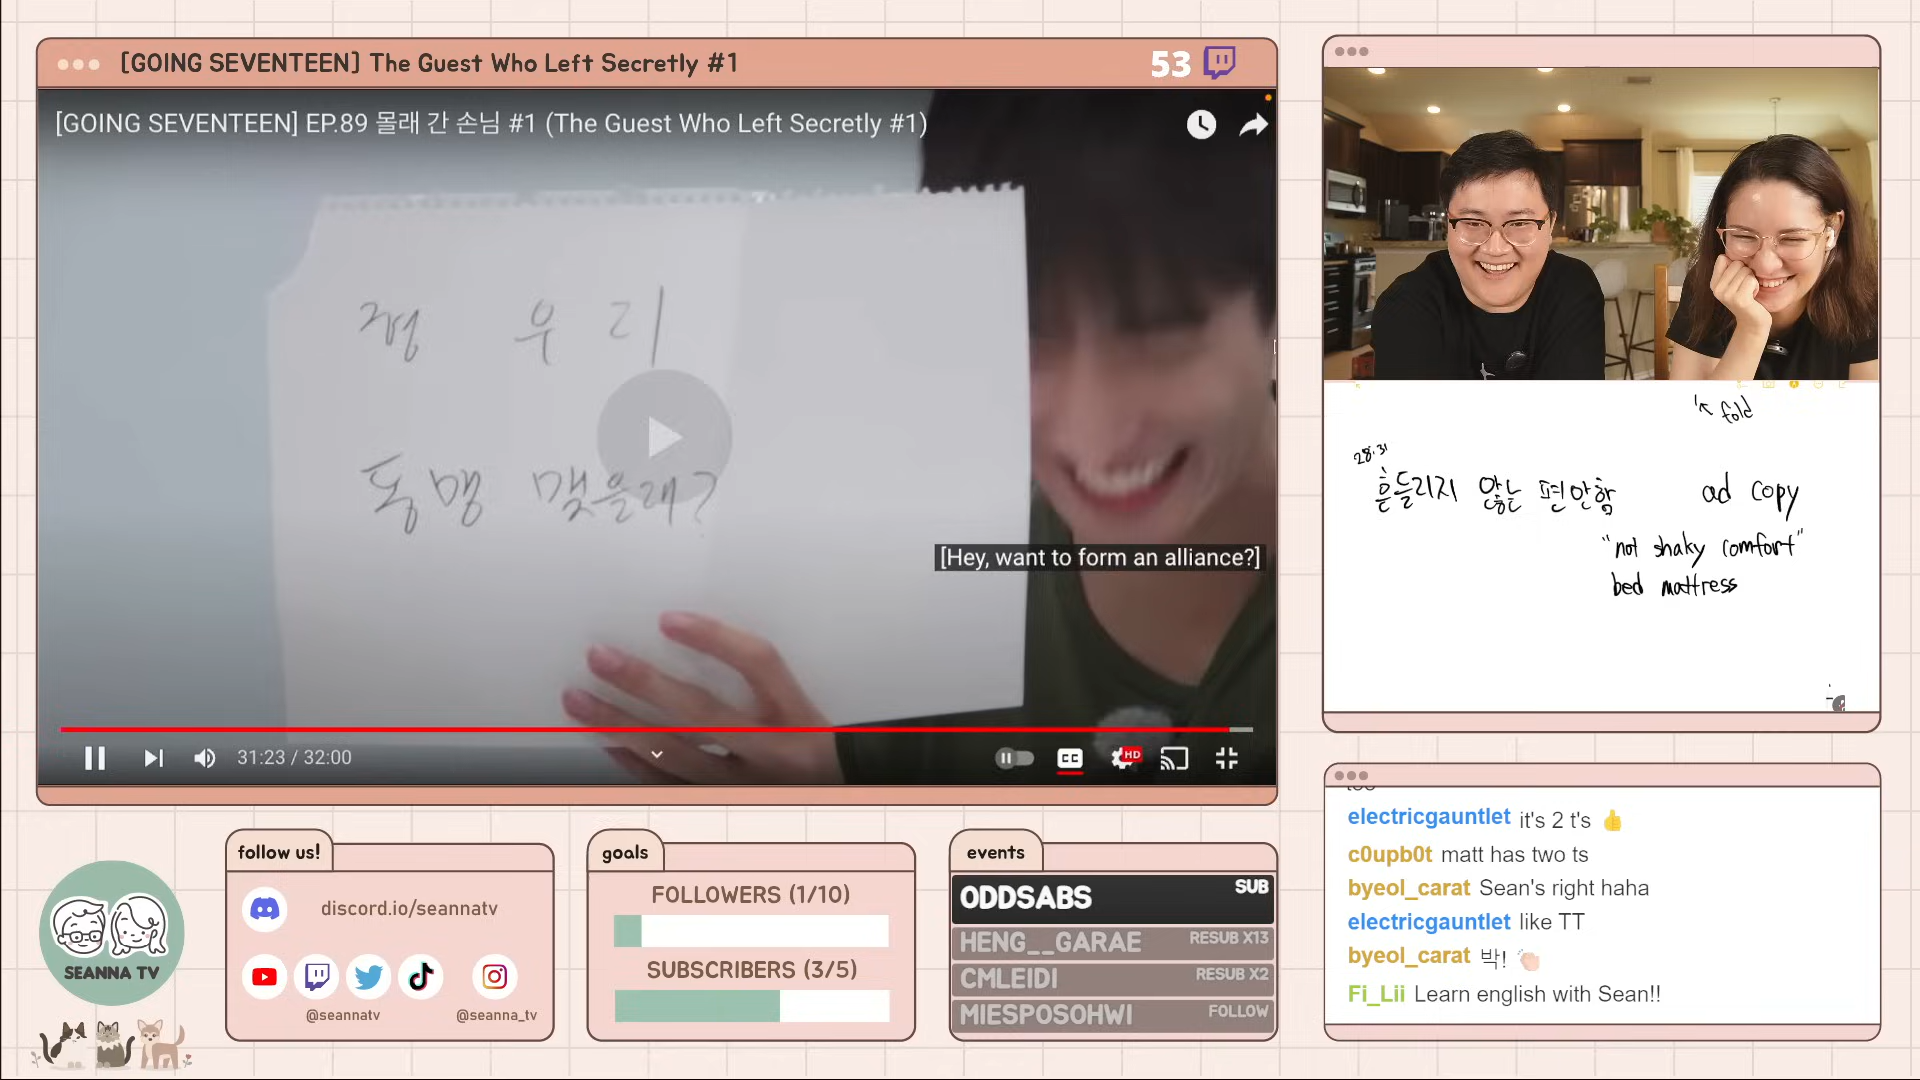 [GOING SEVENTEEN] The Guest Who Left Secretly #1
53
[GOING SEVENTEEN] EP.89 몰래 간 손님 #1 (The Guest Who Left Secretly #1)
우리
동맹 맺을래?
[Hey, want to form an alliance?]
31:23 / 32:00
CC
HD
fold
28:31
흔들리지 않는 편안함
ad copy
"not shaky comfort"
bed mattress
electricgauntlet it's 2 t's 👍
c0upb0t matt has two ts
byeol_carat Sean's right haha
electricgauntlet like TT
byeol_carat 박! 👏🏻
Fi_Lii Learn english with Sean!!
SEANNA TV
follow us!
discord.io/seannatv
@seannatv
@seanna_tv
goals
FOLLOWERS (1/10)
SUBSCRIBERS (3/5)
events
ODDSABS SUB
HENG__GARAE RESUB X13
CMLEIDI RESUB X2
MIESPOSOHWI FOLLOW